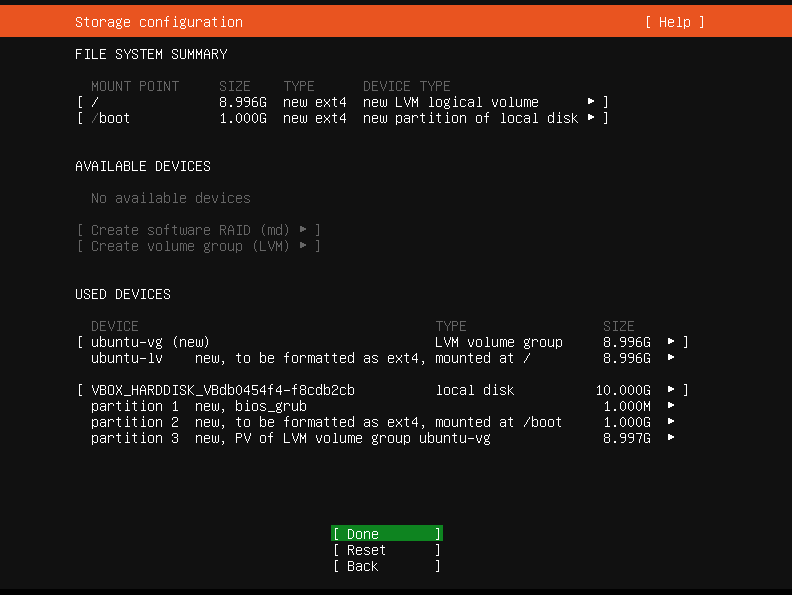 Storage configuration [ Help ]
FILE SYSTEM SUMMARY
MOUNT POINT SIZE TYPE DEVICE TYPE
[ / 8.996G new ext4 new LVM logical volume ▸ ]
[ /boot 1.000G new ext4 new partition of local disk ▸ ]
AVAILABLE DEVICES
No available devices
[ Create software RAID (md) ▸ ]
[ Create volume group (LVM) ▸ ]
USED DEVICES
DEVICE TYPE SIZE
[ ubuntu-vg (new) LVM volume group 8.996G ▸ ]
ubuntu-lv new, to be formatted as ext4, mounted at / 8.996G ▸
[ VBOX_HARDDISK_VBdb0454f4-f8cdb2cb local disk 10.000G ▸ ]
partition 1 new, bios_grub 1.000M ▸
partition 2 new, to be formatted as ext4, mounted at /boot 1.000G ▸
partition 3 new, PV of LVM volume group ubuntu-vg 8.997G ▸
[ Done ]
[ Reset ]
[ Back ]